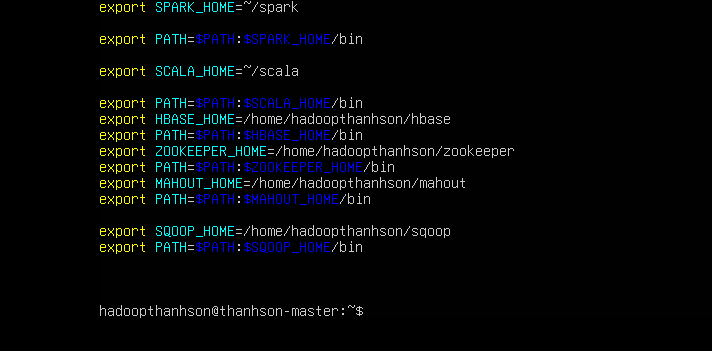 export SPARK_HOME=~/spark
export PATH=$PATH:$SPARK_HOME/bin
export SCALA_HOME=~/scala
export PATH=$PATH:$SCALA_HOME/bin
export HBASE_HOME=/home/hadoopthanhson/hbase
export PATH=$PATH:$HBASE_HOME/bin
export ZOOKEEPER_HOME=/home/hadoopthanhson/zookeeper
export PATH=$PATH:$ZOOKEEPER_HOME/bin
export MAHOUT_HOME=/home/hadoopthanhson/mahout
export PATH=$PATH:$MAHOUT_HOME/bin
export SQOOP_HOME=/home/hadoopthanhson/sqoop
export PATH=$PATH:$SQOOP_HOME/bin
hadoopthanhson@thanhson-master:~$